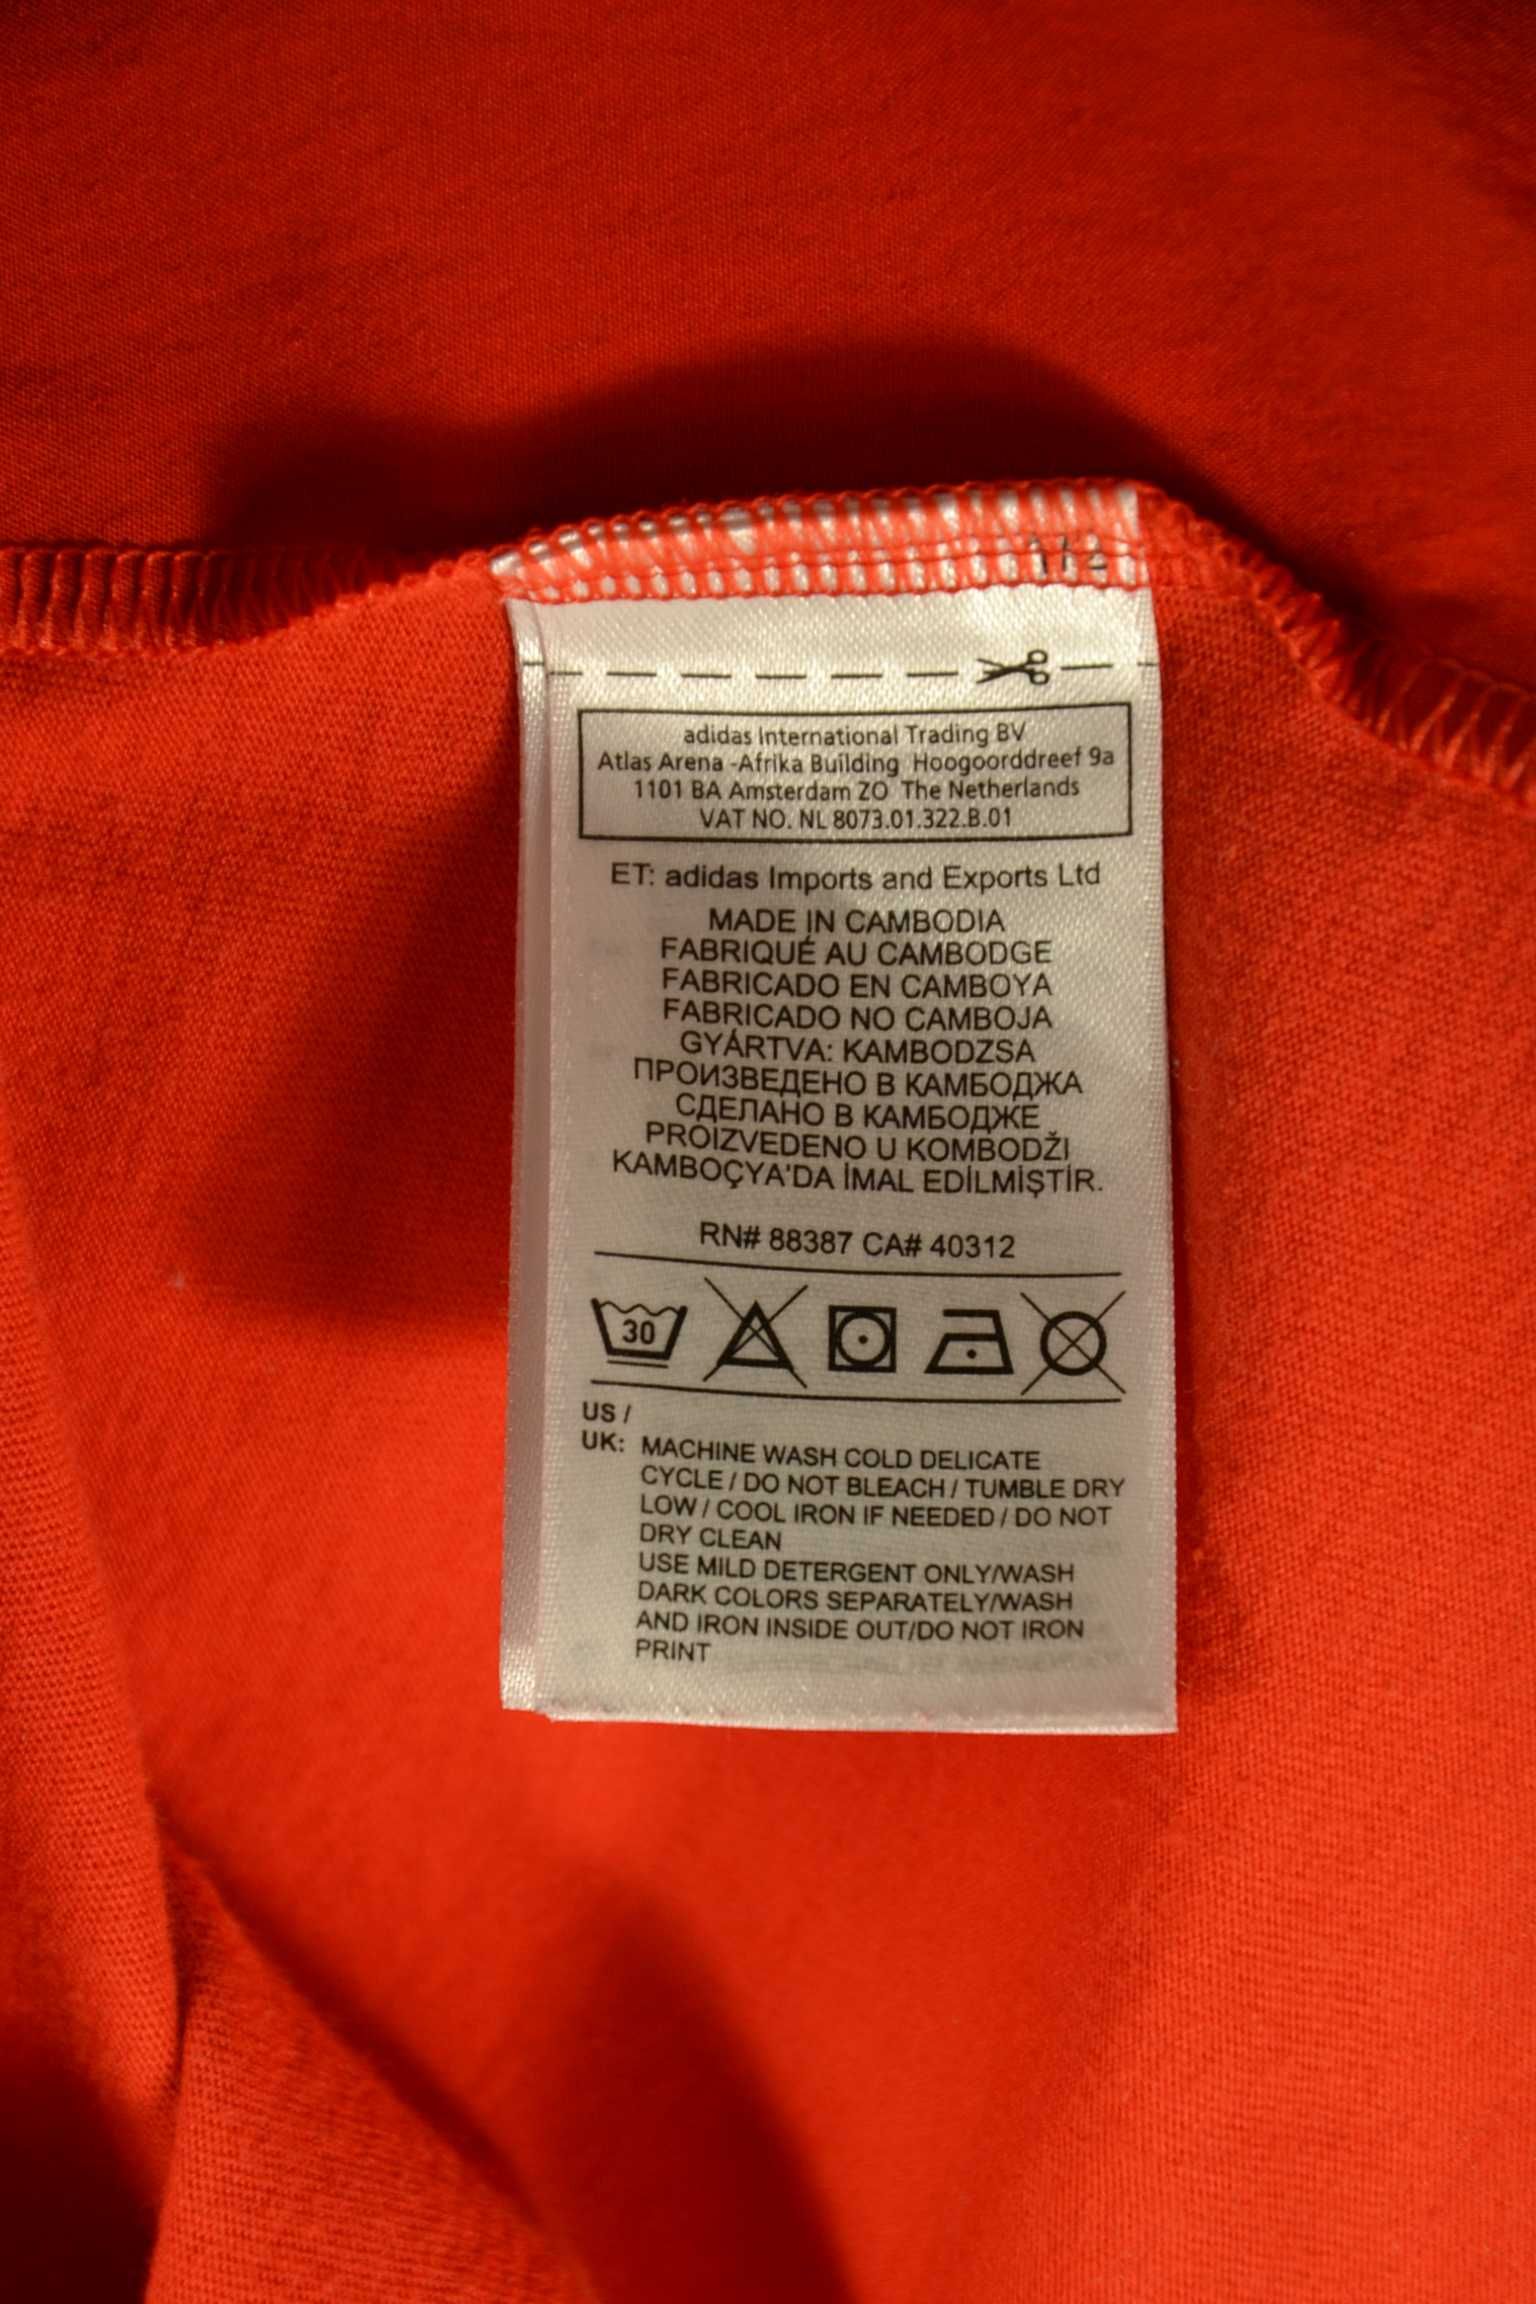 adidas International Trading BV
Atlas Arena -Afrika Building Hoogoorddreef 9a
1101 BA Amsterdam ZO The Netherlands
VAT NO. NL 8073.01.322.B.01
ET: adidas Imports and Exports Ltd
MADE IN CAMBODIA
FABRIQUÉ AU CAMBODGE
FABRICADO EN CAMBOYA
FABRICADO NO CAMBOJA
GYÁRTVA: KAMBODZSA
ПРОИЗВЕДЕНО В КАМБОДЖА
СДЕЛАНО В КАМБОДЖЕ
PROIZVEDENO U KOMBODŽI
KAMBOÇYA'DA İMAL EDİLMİŞTİR.
RN# 88387 CA# 40312
30
US /
UK: MACHINE WASH COLD DELICATE
CYCLE / DO NOT BLEACH / TUMBLE DRY
LOW / COOL IRON IF NEEDED / DO NOT
DRY CLEAN
USE MILD DETERGENT ONLY/WASH
DARK COLORS SEPARATELY/WASH
AND IRON INSIDE OUT/DO NOT IRON
PRINT